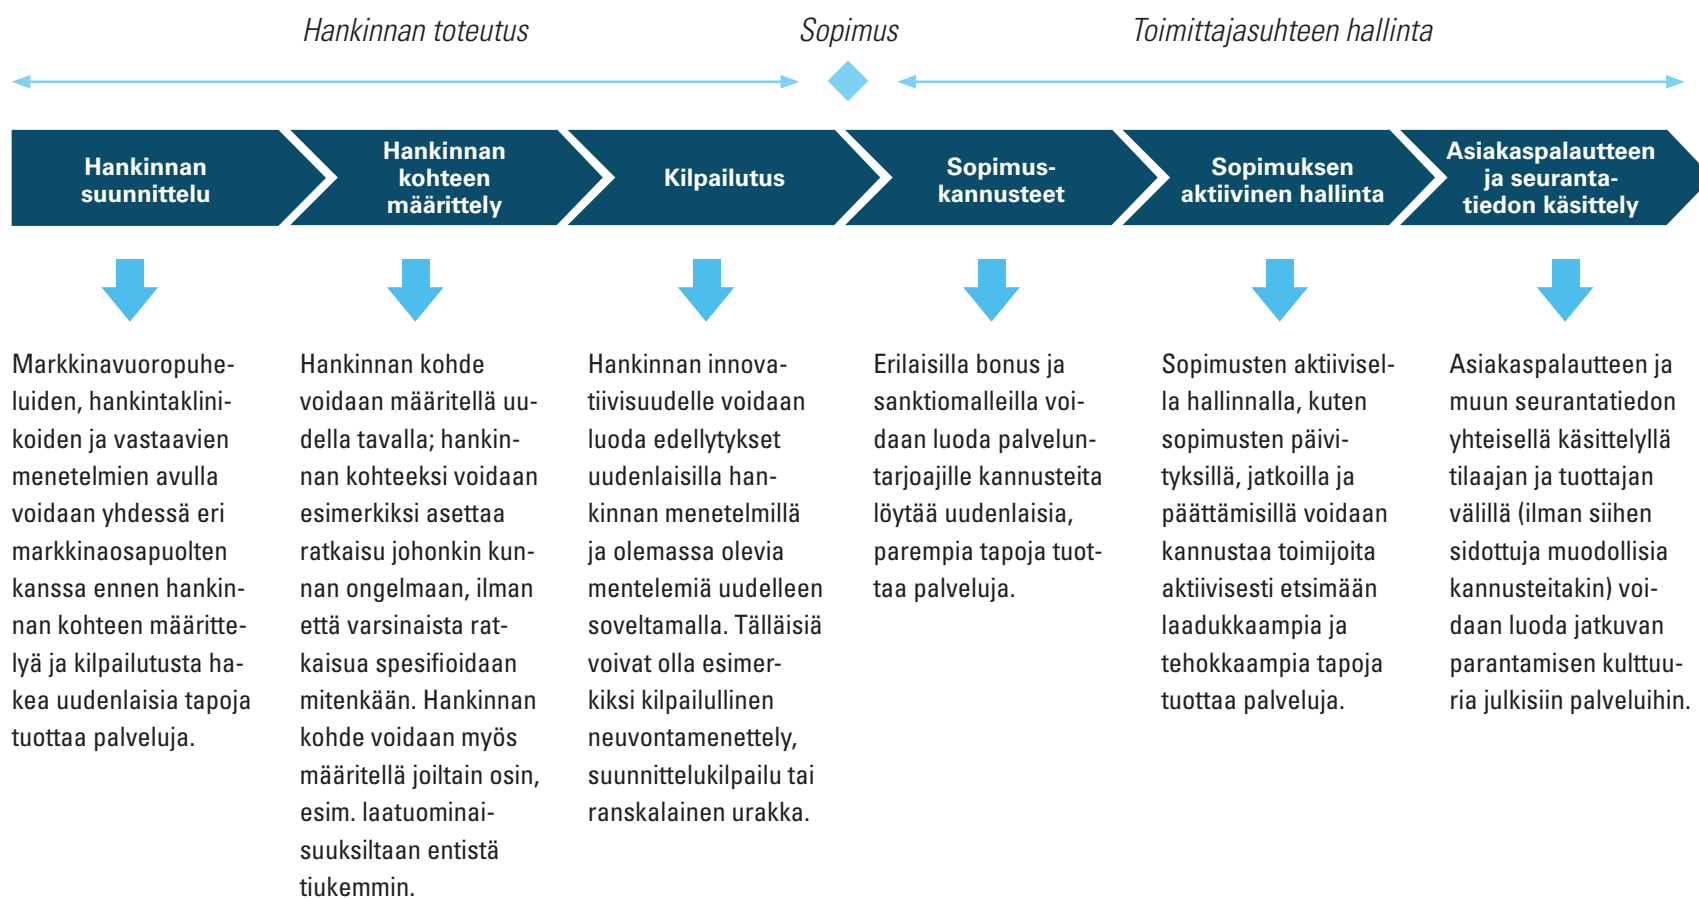 Hankinnan toteutus
Sopimus
Toimittajasuhteen hallinta
Hankinnan
suunnittelu
Hankinnan
kohteen
määrittely
Kilpailutus
Sopimus-
kannusteet
Sopimuksen
aktiivinen hallinta
Asiakaspalautteen
ja seuranta-
tiedon käsittely
Markkinavuoropuhe-
luiden, hankintaklini-
koiden ja vastaavien
menetelmien avulla
voidaan yhdessä eri
markkinaosapuolten
kanssa ennen hankin-
nan kohteen määritte-
lyä ja kilpailutusta ha-
kea uudenlaisia tapoja
tuottaa palveluja.
Hankinnan kohde
voidaan määritellä uu-
della tavalla; hankin-
nan kohteeksi voidaan
esimerkiksi asettaa
ratkaisu johonkin kun-
nan ongelmaan, ilman
että varsinaista rat-
kaisua spesifioidaan
mitenkään. Hankinnan
kohde voidaan myös
määritellä joiltain osin,
esim. laatuominai-
suuksiltaan entistä
tiukemmin.
Hankinnan innova-
tiivisuudelle voidaan
luoda edellytykset
uudenlaisilla han-
kinnan menetelmillä
ja olemassa olevia
mentelemiä uudelleen
soveltamalla. Tälläisiä
voivat olla esimer-
kiksi kilpailullinen
neuvontamenettely,
suunnittelukilpailu tai
ranskalainen urakka.
Erilaisilla bonus ja
sanktiomalleilla voi-
daan luoda palvelun-
tarjoajille kannusteita
löytää uudenlaisia,
parempia tapoja tuot-
taa palveluja.
Sopimusten aktiivisel-
la hallinnalla, kuten
sopimusten päivi-
tyksillä, jatkoilla ja
päättämisillä voidaan
kannustaa toimijoita
aktiivisesti etsimään
laadukkaampia ja
tehokkaampia tapoja
tuottaa palveluja.
Asiakaspalautteen ja
muun seurantatiedon
yhteisellä käsittelyllä
tilaajan ja tuottajan
välillä (ilman siihen
sidottuja muodollisia
kannusteitakin) voi-
daan luoda jatkuvan
parantamisen kulttuu-
ria julkisiin palveluihin.